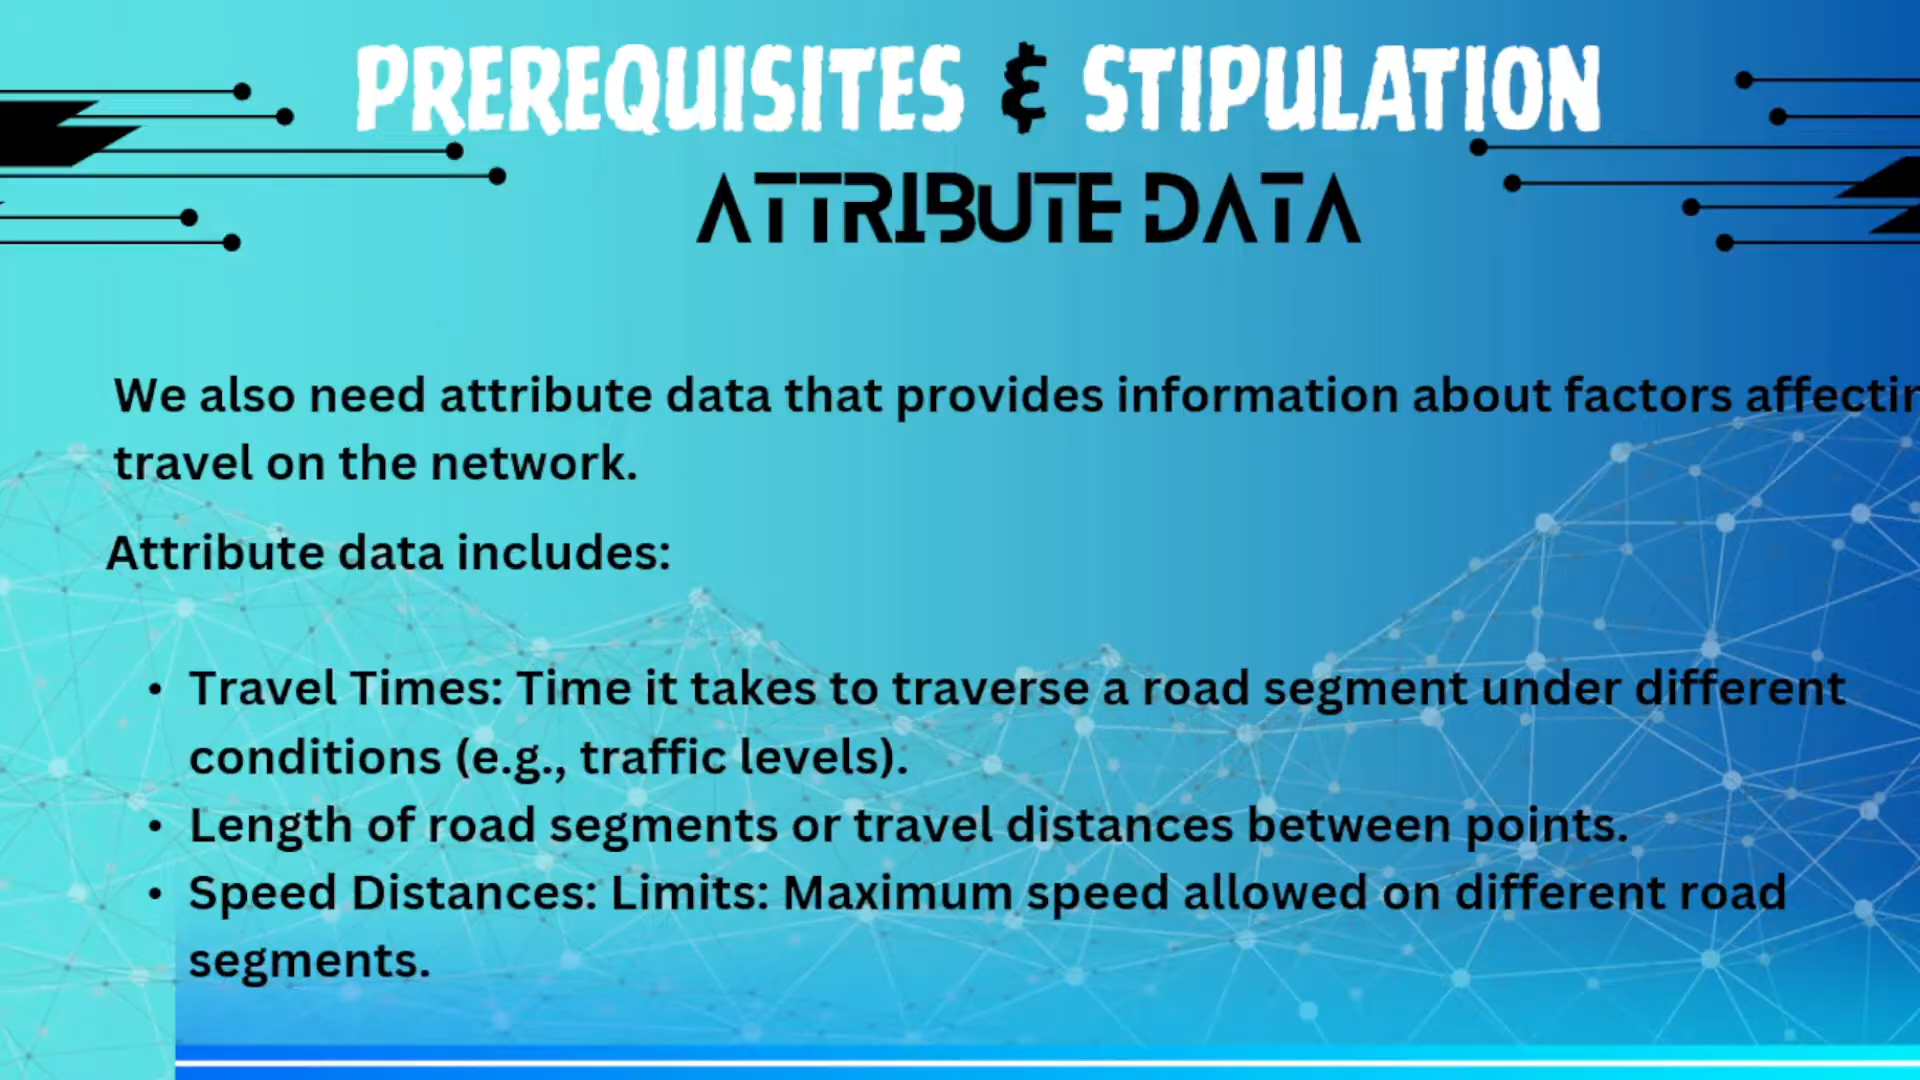 PREREQUISITES & STIPULATION
ATTRIBUTE DATA
We also need attribute data that provides information about factors
travel on the network.
Attribute data includes:
• Travel Times: Time it takes to traverse a road segment under different
conditions (e.g., traffic levels).
• Length of road segments or travel distances between points.
• Speed Distances: Limits: Maximum speed allowed on different road
segments.